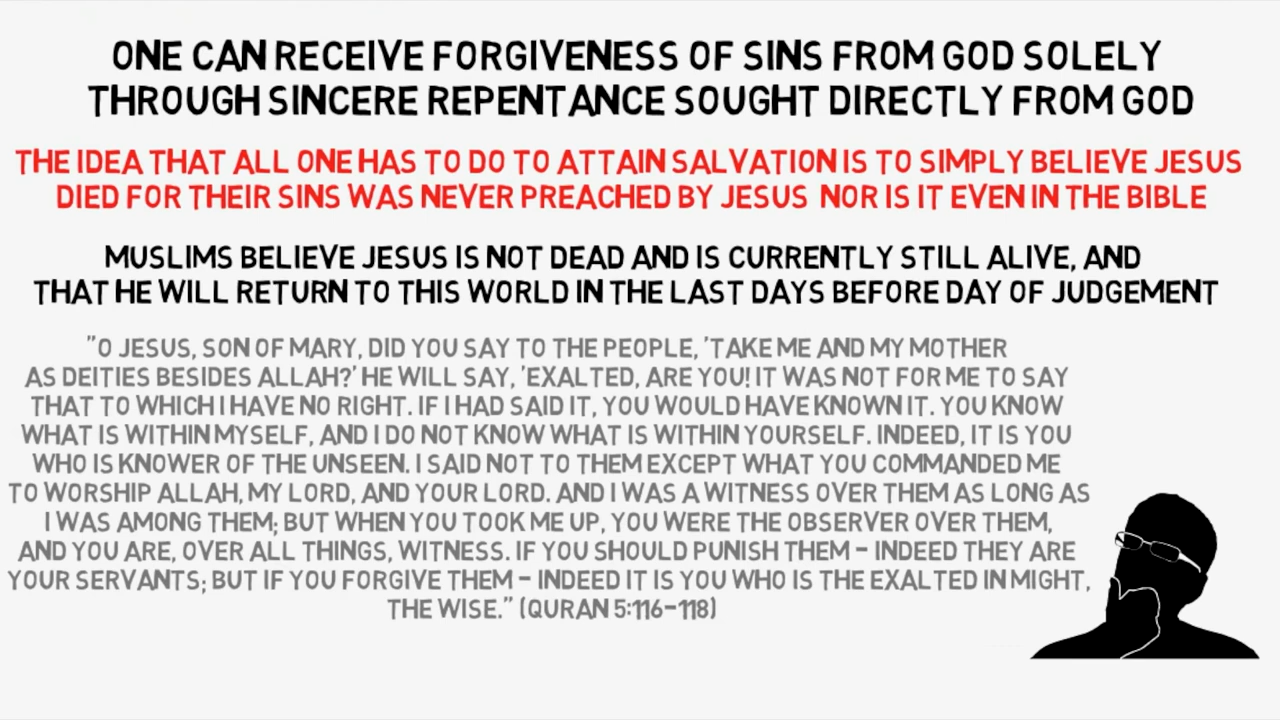 ONE CAN RECEIVE FORGIVENESS OF SINS FROM GOD SOLELY
THROUGH SINCERE REPENTANCE SOUGHT DIRECTLY FROM GOD
THE IDEA THAT ALL ONE HAS TO DO TO ATTAIN SALVATION IS TO SIMPLY BELIEVE JESUS
DIED FOR THEIR SINS WAS NEVER PREACHED BY JESUS NOR IS IT EVEN IN THE BIBLE
MUSLIMS BELIEVE JESUS IS NOT DEAD AND IS CURRENTLY STILL ALIVE, AND
THAT HE WILL RETURN TO THIS WORLD IN THE LAST DAYS BEFORE DAY OF JUDGEMENT
"O JESUS, SON OF MARY, DID YOU SAY TO THE PEOPLE, 'TAKE ME AND MY MOTHER
AS DEITIES BESIDES ALLAH?' HE WILL SAY, 'EXALTED, ARE YOU! IT WAS NOT FOR ME TO SAY
THAT TO WHICH I HAVE NO RIGHT. IF I HAD SAID IT, YOU WOULD HAVE KNOWN IT. YOU KNOW
WHAT IS WITHIN MYSELF, AND I DO NOT KNOW WHAT IS WITHIN YOURSELF. INDEED, IT IS YOU
WHO IS KNOWER OF THE UNSEEN. I SAID NOT TO THEM EXCEPT WHAT YOU COMMANDED ME
TO WORSHIP ALLAH, MY LORD, AND YOUR LORD. AND I WAS A WITNESS OVER THEM AS LONG AS
I WAS AMONG THEM; BUT WHEN YOU TOOK ME UP, YOU WERE THE OBSERVER OVER THEM,
AND YOU ARE, OVER ALL THINGS, WITNESS. IF YOU SHOULD PUNISH THEM - INDEED THEY ARE
YOUR SERVANTS; BUT IF YOU FORGIVE THEM - INDEED IT IS YOU WHO IS THE EXALTED IN MIGHT,
THE WISE." (QURAN 5:116-118)